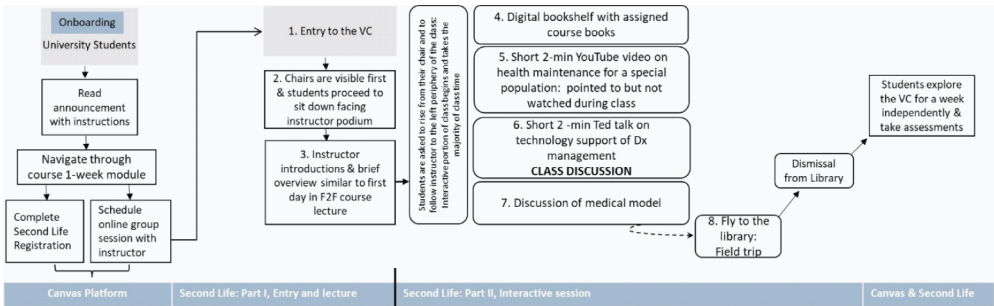 Onboarding
University Students
Read
announcement
with instructions
Navigate through
course 1-week module
Complete
Second Life
Registration
Schedule
online group
session with
instructor
1. Entry to the VC
2. Chairs are visible first
& students proceed to
sit down facing
instructor podium
3. Instructor
introductions & brief
overview similar to first
day in F2F course
lecture
Students are asked to rise from their chair and to
follow instructor to the left periphery of the class:
Interactive portion of class begins and takes the
majority of class time
4. Digital bookshelf with assigned
course books
5. Short 2-min YouTube video on
health maintenance for a special
population: pointed to but not
watched during class
6. Short 2 -min Ted talk on
technology support of Dx
management
CLASS DISCUSSION
7. Discussion of medical model
8. Fly to the
library:
Field trip
Dismissal
from Library
Students explore
the VC for a week
independently &
take assessments
Canvas Platform
Second Life: Part I, Entry and lecture
Second Life: Part II, Interactive session
Canvas & Second Life